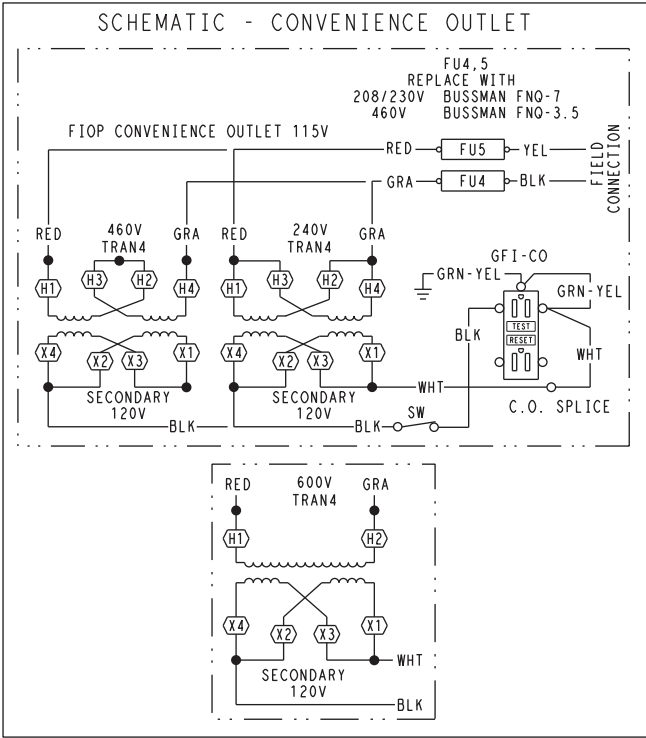 SCHEMATIC - CONVENIENCE OUTLET
FU4,5
REPLACE WITH
208/230V BUSSMAN FNQ-7
460V BUSSMAN FNQ-3.5
FIOP CONVENIENCE OUTLET 115V
RED FU5 YEL
GRA FU4 BLK
FIELD
CONNECTION
RED 460V GRA RED 240V GRA
TRAN4 TRAN4
GFI-CO
H1 H3 H2 H4 H1 H3 H2 H4
GRN-YEL
GRN-YEL
TEST
RESET
BLK
WHT
X4 X2 X3 X1 X4 X2 X3 X1
WHT
SECONDARY SECONDARY
120V 120V
C.O. SPLICE
BLK BLK SW
RED 600V GRA
TRAN4
H1 H2
X4 X2 X3 X1
WHT
SECONDARY
120V
BLK